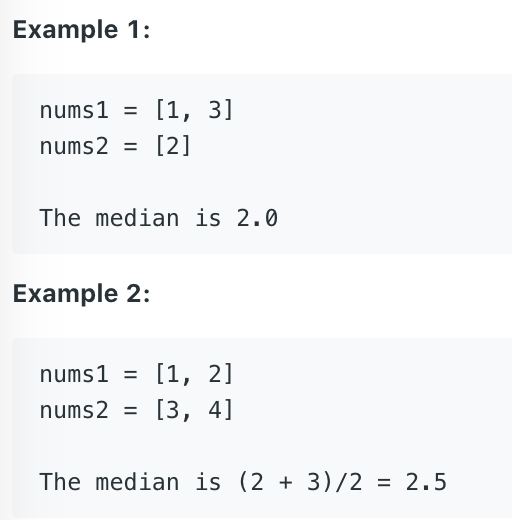 Example 1:
nums1 = [1, 3]
nums2 = [2]
The median is 2.0
Example 2:
nums1 = [1, 2]
nums2 = [3, 4]
The median is (2 + 3)/2 = 2.5